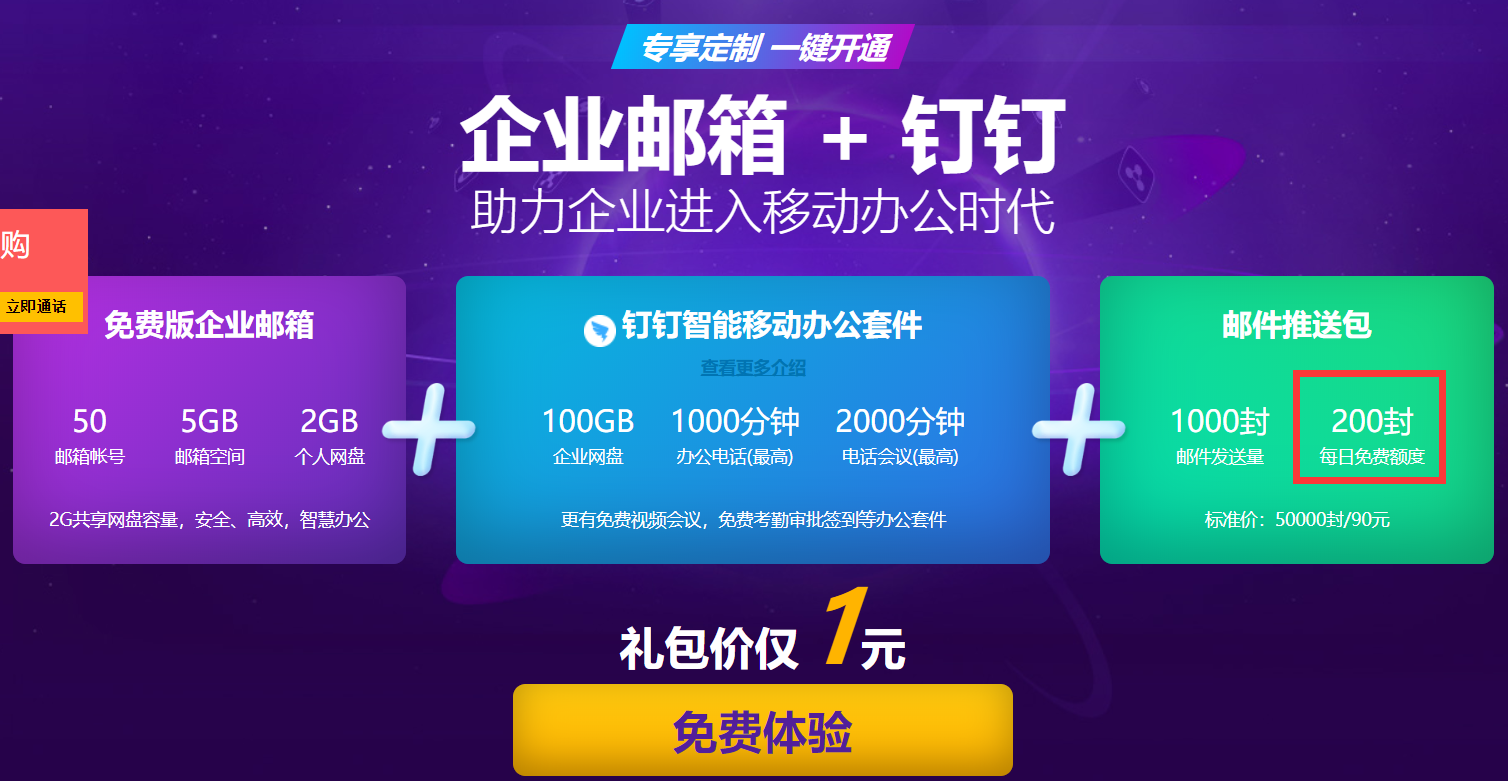 专享定制 一键开通
企业邮箱 + 钉钉
助力企业进入移动办公时代
购
立即通话
免费版企业邮箱
50 5GB 2GB
邮箱帐号 邮箱空间 个人网盘
2G共享网盘容量，安全、高效，智慧办公
钉钉智能移动办公套件
查看更多介绍
100GB 1000分钟 2000分钟
企业网盘 办公电话(最高) 电话会议(最高)
更有免费视频会议，免费考勤审批签到等办公套件
邮件推送包
1000封 200封
邮件发送量 每日免费额度
标准价：50000封/90元
礼包价仅 1元
免费体验